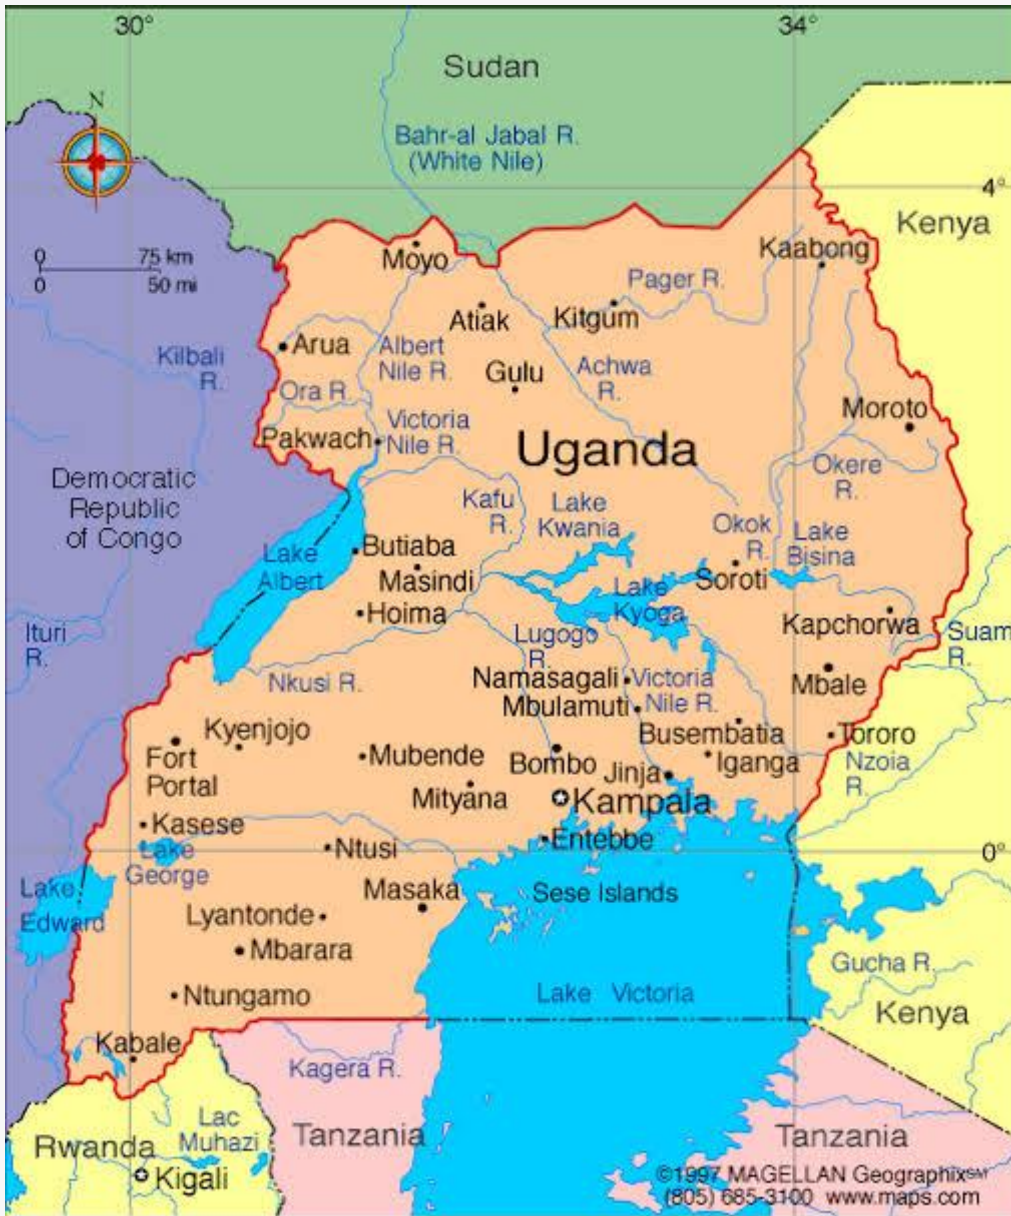 30°
34°
Sudan
N
Bahr-al Jabal R.
(White Nile)
4°
Kenya
0 75 km
0 50 mi
Moyo
Kaabong
Pager R.
Atiak
Kitgum
Arua
Albert
Nile R.
Kilbali
R.
Achwa
R.
Gulu
Ora R.
Moroto
Victoria
Nile R.
Pakwach
Uganda
Okere
R.
Democratic
Republic
of Congo
Kafu
R.
Lake
Kwania
Okok
R.
Lake
Bisina
Lake
Albert
Butiaba
Masindi
Soroti
Lake
Kyoga
Hoima
Kapchorwa
Ituri
R.
Lugogo
R.
Suam
R.
Nkusi R.
Namasagali
Victoria
Nile R.
Mbale
Mbulamuti
Kyenjojo
Busembatia
Tororo
Fort
Portal
Mubende
Bombo
Jinja
Iganga
Nzoia
R.
Mityana
Kampala
Kasese
Entebbe
Lake
George
Ntusi
0°
Lake
Edward
Masaka
Sese Islands
Lyantonde
Mbarara
Gucha R.
Ntungamo
Lake Victoria
Kenya
Kabale
Kagera R.
Lac
Muhazi
Rwanda
Tanzania
Tanzania
Kigali
©1997 MAGELLAN Geographix℠
(805) 685-3100 www.maps.com